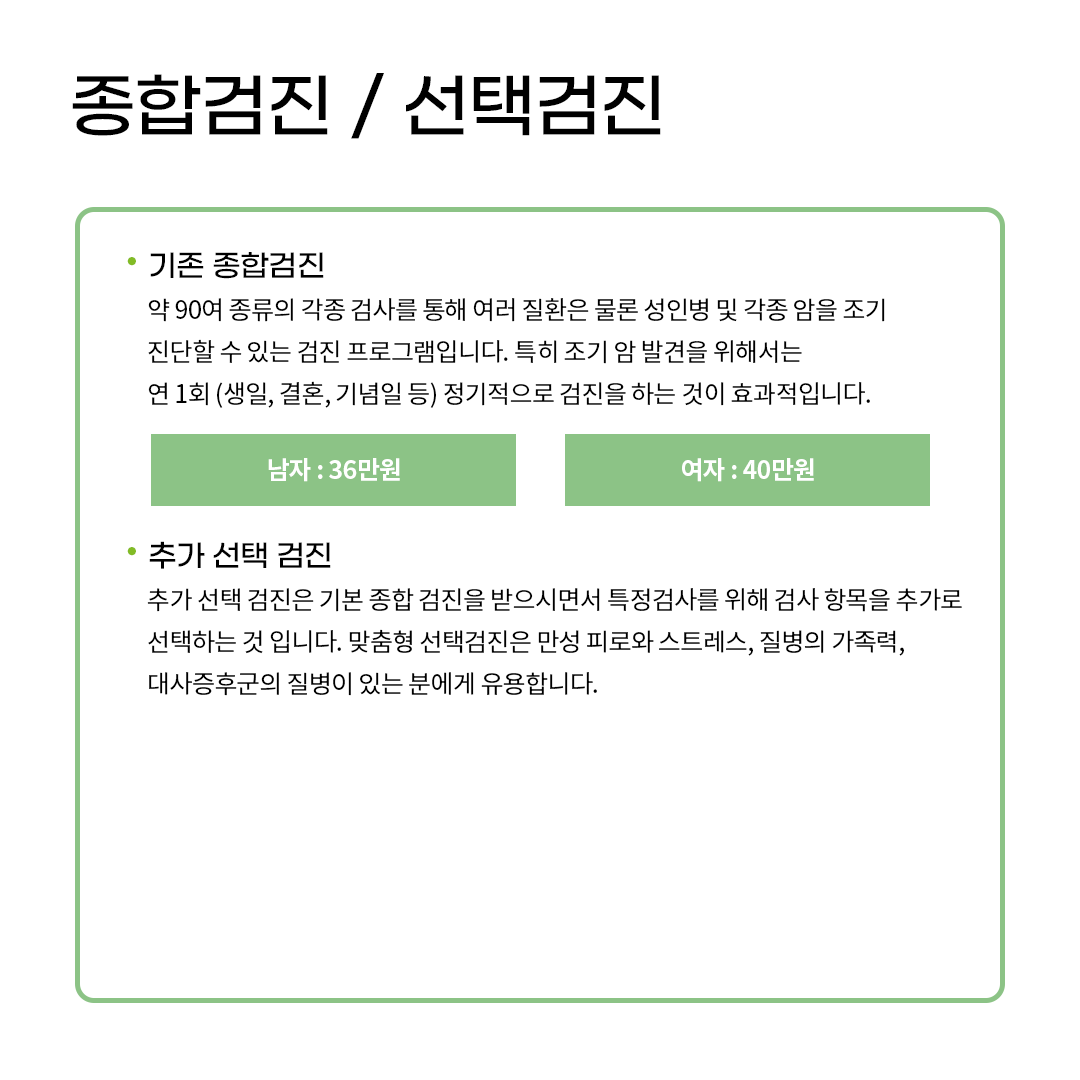 종합검진 / 선택검진
• 기존 종합검진
약 90여 종류의 각종 검사를 통해 여러 질환은 물론 성인병 및 각종 암을 조기
진단할 수 있는 검진 프로그램입니다. 특히 조기 암 발견을 위해서는
연 1회 (생일, 결혼, 기념일 등) 정기적으로 검진을 하는 것이 효과적입니다.
남자 : 36만원
여자 : 40만원
• 추가 선택 검진
추가 선택 검진은 기본 종합 검진을 받으시면서 특정검사를 위해 검사 항목을 추가로
선택하는 것 입니다. 맞춤형 선택검진은 만성 피로와 스트레스, 질병의 가족력,
대사증후군의 질병이 있는 분에게 유용합니다.